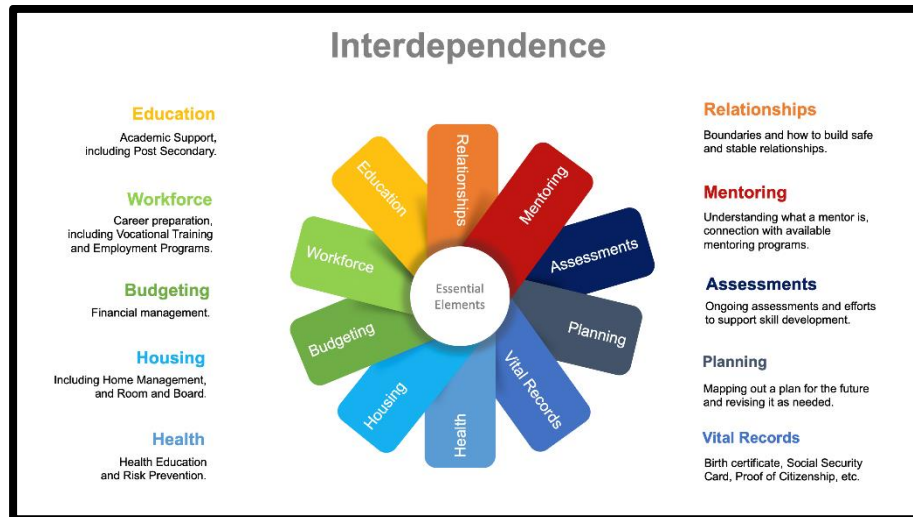 Interdependence
Education
Academic Support,
including Post Secondary.
Workforce
Career preparation,
including Vocational Training
and Employment Programs.
Budgeting
Financial management.
Housing
Including Home Management,
and Room and Board.
Health
Health Education
and Risk Prevention.
Relationships
Mentoring
Assessments
Planning
Vital Records
Health
Housing
Budgeting
Workforce
Education
Essential
Elements
Relationships
Boundaries and how to build safe
and stable relationships.
Mentoring
Understanding what a mentor is,
connection with available
mentoring programs.
Assessments
Ongoing assessments and efforts
to support skill development.
Planning
Mapping out a plan for the future
and revising it as needed.
Vital Records
Birth certificate, Social Security
Card, Proof of Citizenship, etc.